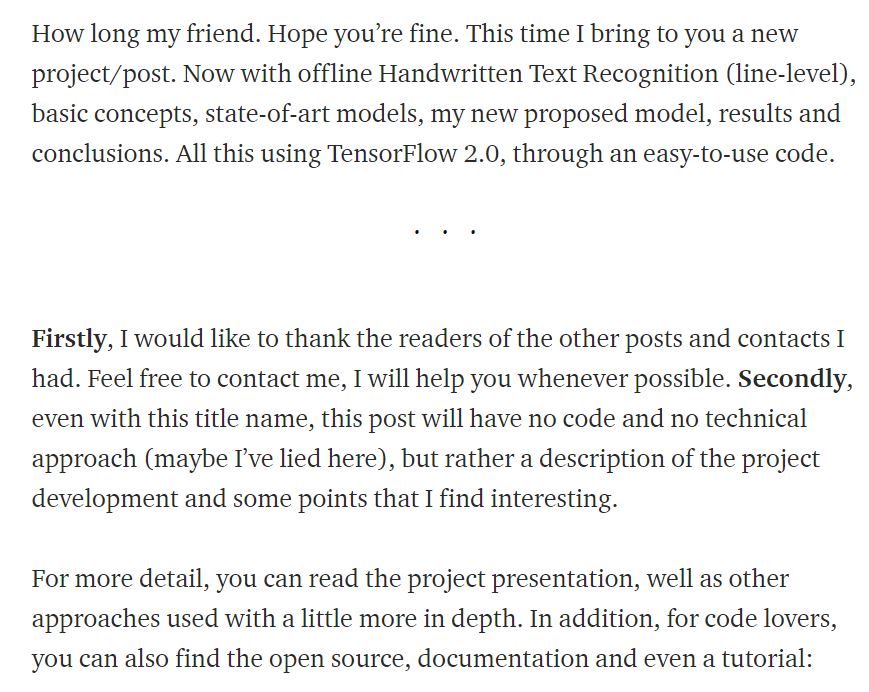 How long my friend. Hope you’re fine. This time I bring to you a new
project/post. Now with offline Handwritten Text Recognition (line-level),
basic concepts, state-of-art models, my new proposed model, results and
conclusions. All this using TensorFlow 2.0, through an easy-to-use code.
. . .
Firstly, I would like to thank the readers of the other posts and contacts I
had. Feel free to contact me, I will help you whenever possible. Secondly,
even with this title name, this post will have no code and no technical
approach (maybe I’ve lied here), but rather a description of the project
development and some points that I find interesting.
For more detail, you can read the project presentation, well as other
approaches used with a little more in depth. In addition, for code lovers,
you can also find the open source, documentation and even a tutorial: